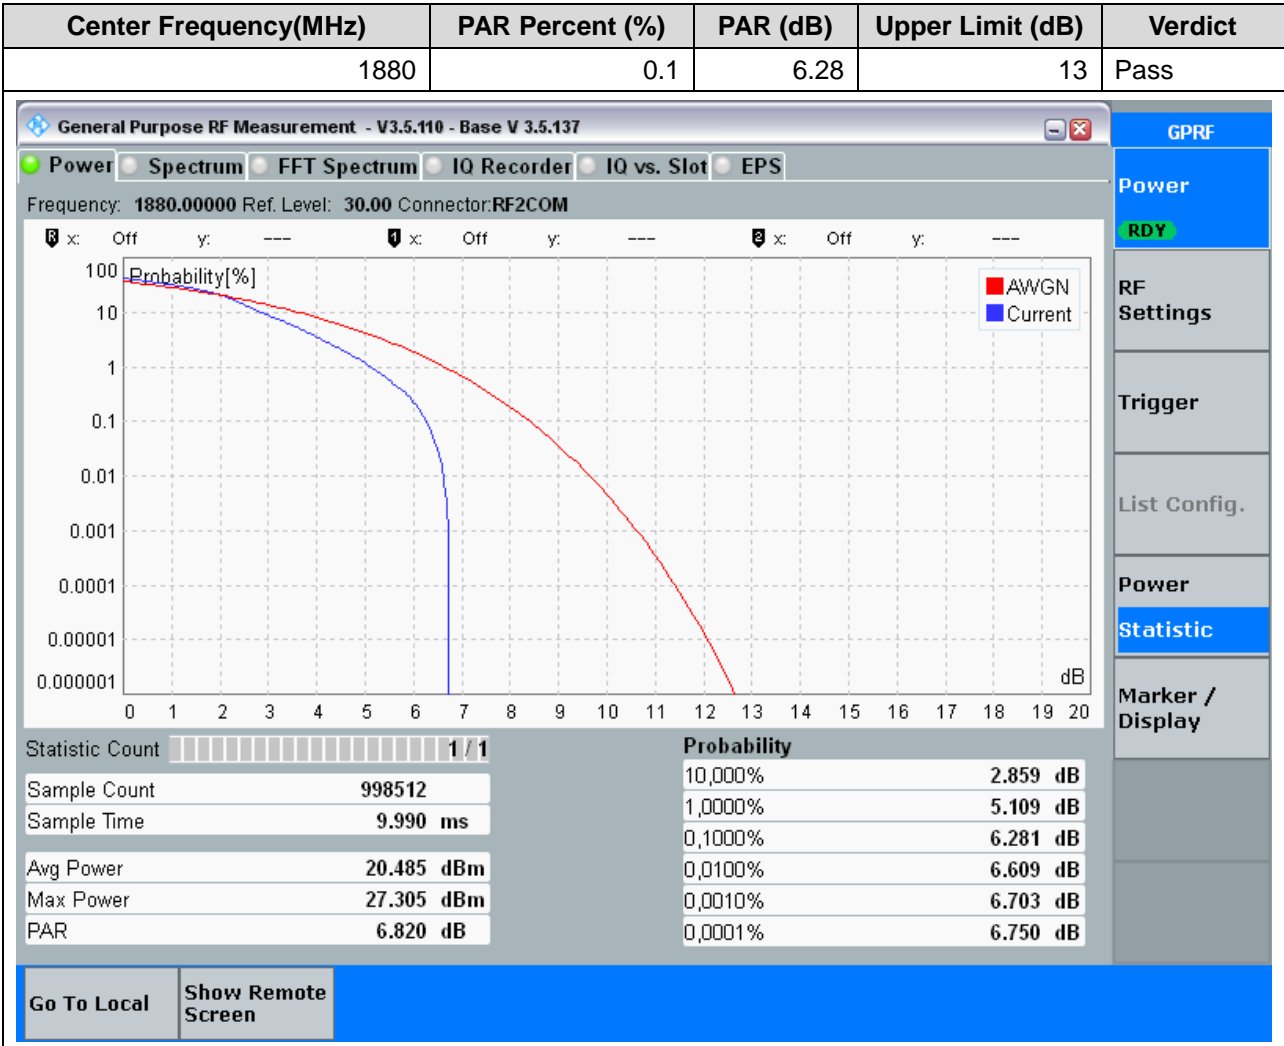 Center Frequency(MHz) PAR Percent (%) PAR (dB) Upper Limit (dB) Verdict
1880 0.1 6.28 13 Pass
General Purpose RF Measurement - V3.5.110 - Base V 3.5.137
GPRF
Power Spectrum FFT Spectrum IQ Recorder IQ vs. Slot EPS
Frequency: 1880.00000 Ref. Level: 30.00 Connector:RF2COM
R x: Off y: --- 1 x: Off y: --- 2 x: Off y: ---
Probability[%]
AWGN
Current
100
10
1
0.1
0.01
0.001
0.0001
0.00001
0.000001
dB
0 1 2 3 4 5 6 7 8 9 10 11 12 13 14 15 16 17 18 19 20
Statistic Count 1 / 1
Sample Count 998512
Sample Time 9.990 ms
Avg Power 20.485 dBm
Max Power 27.305 dBm
PAR 6.820 dB
Probability
10,000% 2.859 dB
1,0000% 5.109 dB
0,1000% 6.281 dB
0,0100% 6.609 dB
0,0010% 6.703 dB
0,0001% 6.750 dB
Power
RDY
RF
Settings
Trigger
List Config.
Power
Statistic
Marker /
Display
Go To Local
Show Remote
Screen